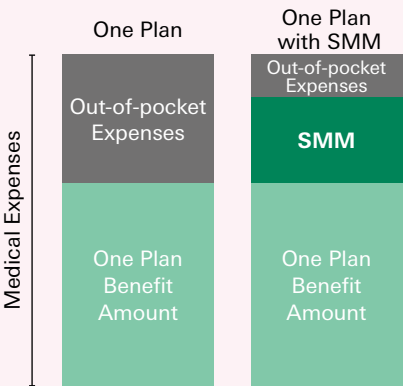 One Plan
One Plan
with SMM
Medical Expenses
Out-of-pocket
Expenses
One Plan
Benefit
Amount
Out-of-pocket
Expenses
SMM
One Plan
Benefit
Amount